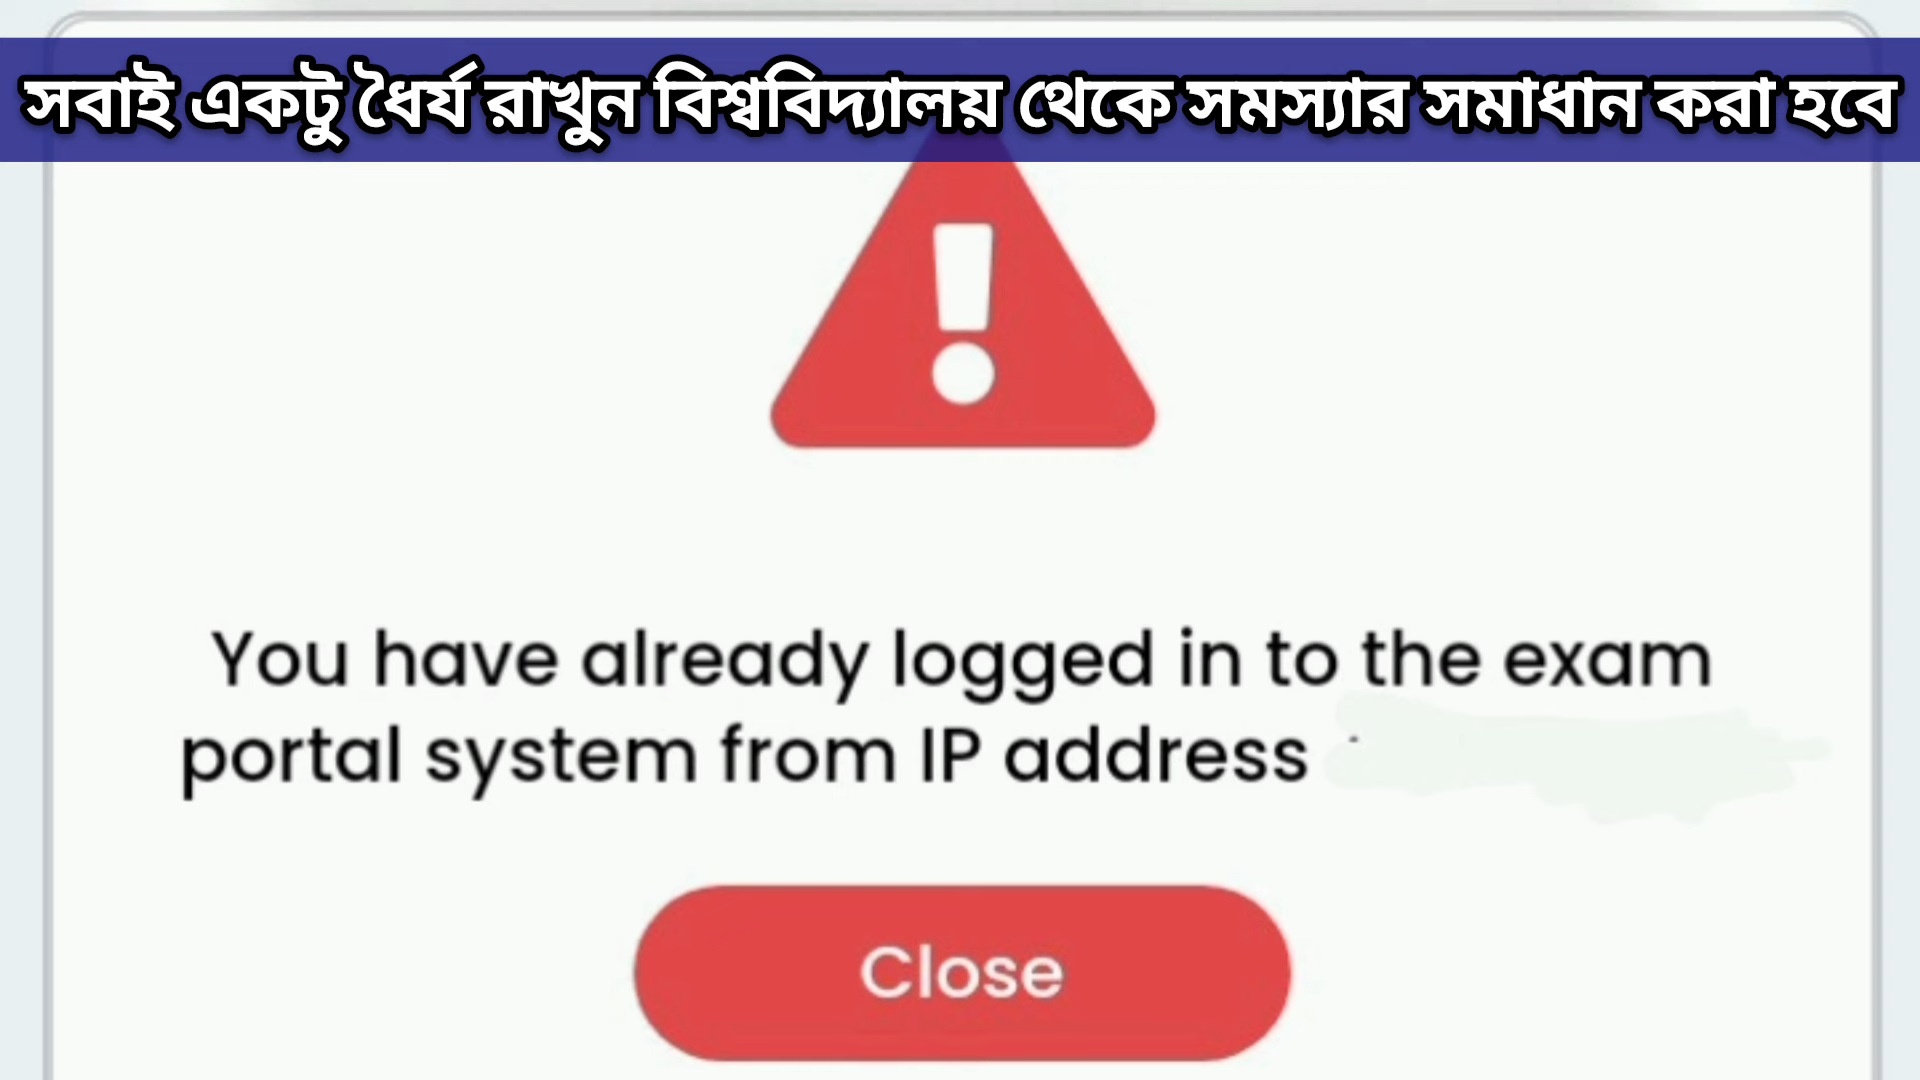 সবাই একটু ধৈর্য রাখুন বিশ্ববিদ্যালয় থেকে সমস্যার সমাধান করা হবে
You have already logged in to the exam
portal system from IP address
Close